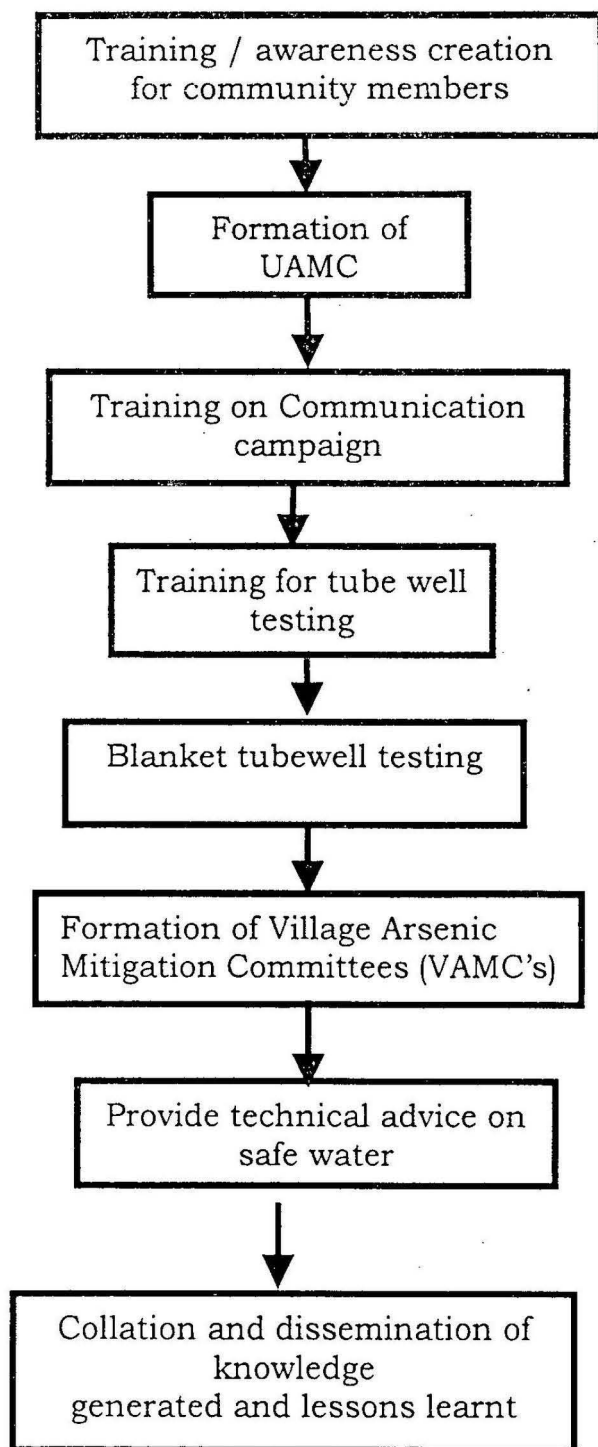 Training / awareness creation
for community members
Formation of
UAMC
Training on Communication
campaign
Training for tube well
testing
Blanket tubewell testing
Formation of Village Arsenic
Mitigation Committees (VAMC's)
Provide technical advice on
safe water
Collation and dissemination of
knowledge
generated and lessons learnt